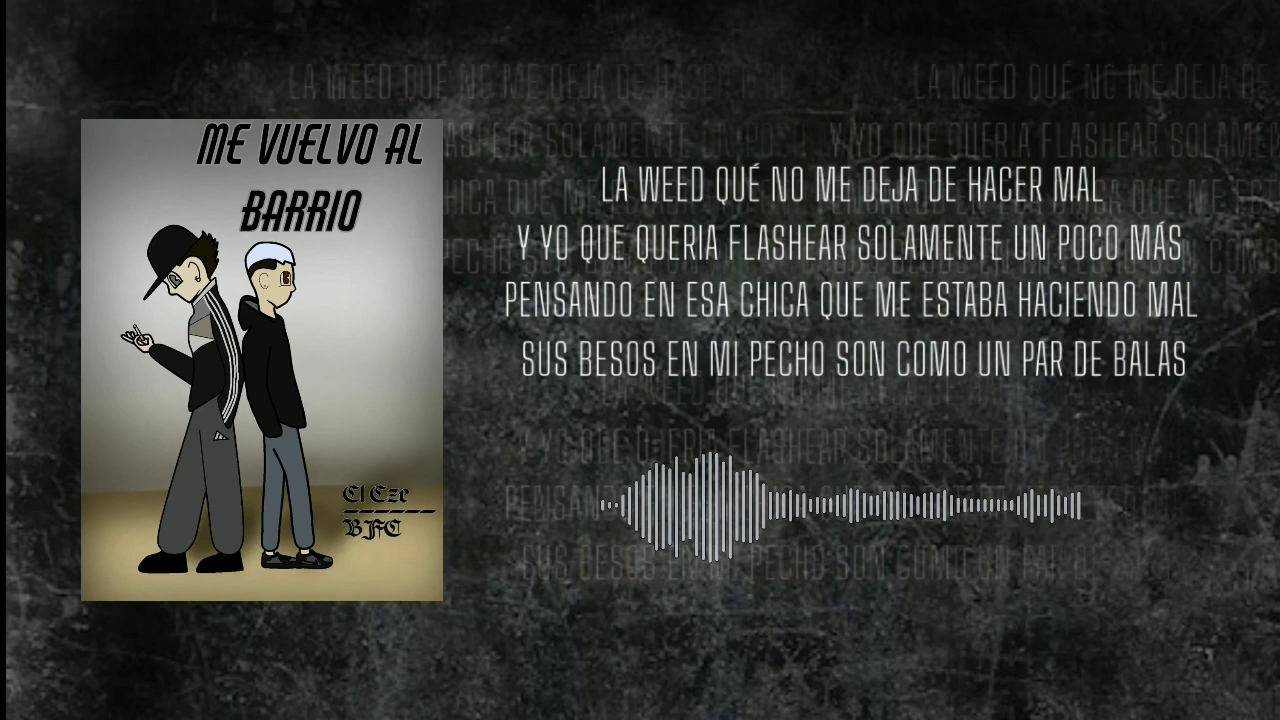 ME VUELVO AL
BARRIO
El Eze
BFC
LA WEED QUÉ NO ME DEJA DE HACER MAL
Y YO QUE QUERIA FLASHEAR SOLAMENTE UN POCO MÁS
PENSANDO EN ESA CHICA QUE ME ESTABA HACIENDO MAL
SUS BESOS EN MI PECHO SON COMO UN PAR DE BALAS